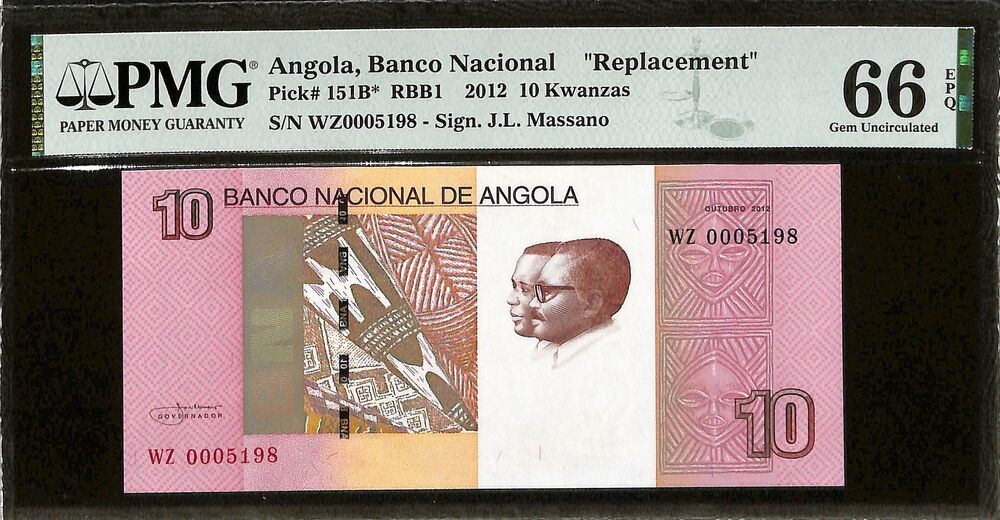 PMG®
PAPER MONEY GUARANTY
Angola, Banco Nacional "Replacement"
Pick# 151B* RBB1 2012 10 Kwanzas
S/N WZ0005198 - Sign. J.L. Massano
66
EPQ
Gem Uncirculated
10
BANCO NACIONAL DE ANGOLA
OUTUBRO 2012
WZ 0005198
BNA
GOVERNADOR
WZ 0005198
10